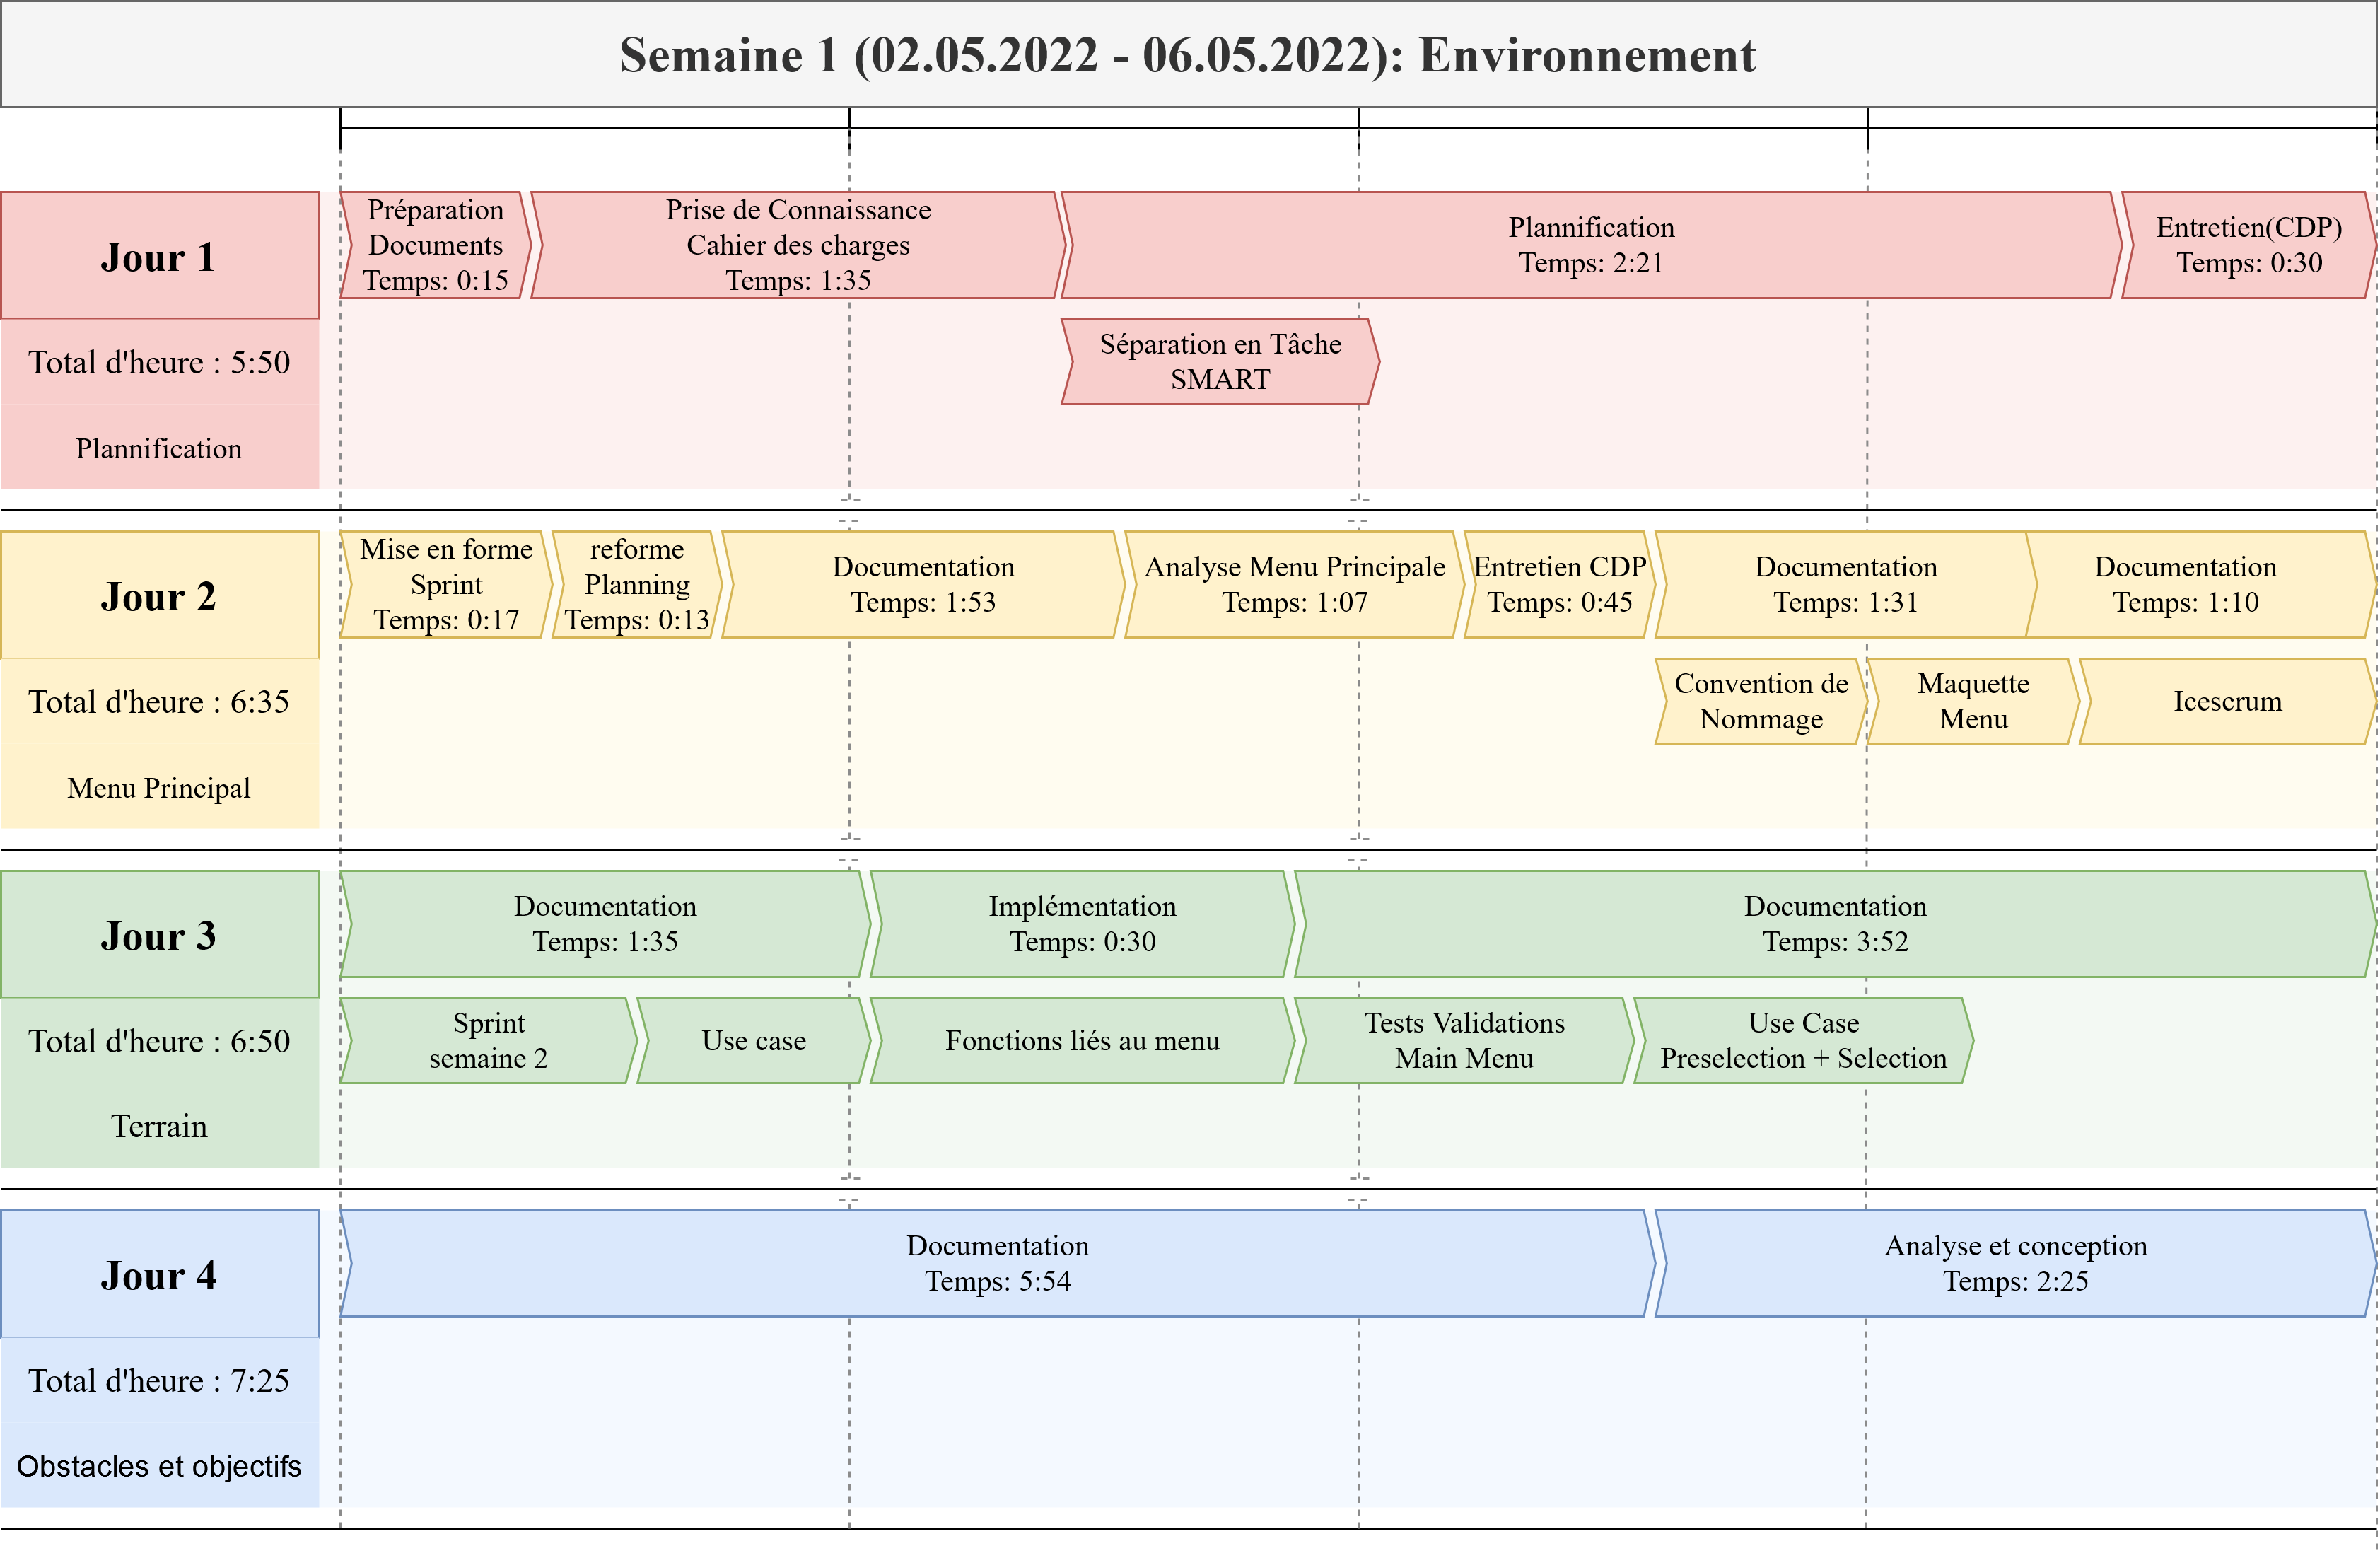 Semaine 1 (02.05.2022 - 06.05.2022): Environnement
Jour 1
Total d'heure : 5:50
Plannification
Préparation
Documents
Temps: 0:15
Prise de Connaissance
Cahier des charges
Temps: 1:35
Plannification
Temps: 2:21
Entretien(CDP)
Temps: 0:30
Séparation en Tâche
SMART
Jour 2
Total d'heure : 6:35
Menu Principal
Mise en forme
Sprint
Temps: 0:17
reforme
Planning
Temps: 0:13
Documentation
Temps: 1:53
Analyse Menu Principale
Temps: 1:07
Entretien CDP
Temps: 0:45
Documentation
Temps: 1:31
Documentation
Temps: 1:10
Convention de
Nommage
Maquette
Menu
Icescrum
Jour 3
Total d'heure : 6:50
Terrain
Documentation
Temps: 1:35
Implémentation
Temps: 0:30
Documentation
Temps: 3:52
Sprint
semaine 2
Use case
Fonctions liés au menu
Tests Validations
Main Menu
Use Case
Preselection + Selection
Jour 4
Total d'heure : 7:25
Obstacles et objectifs
Documentation
Temps: 5:54
Analyse et conception
Temps: 2:25